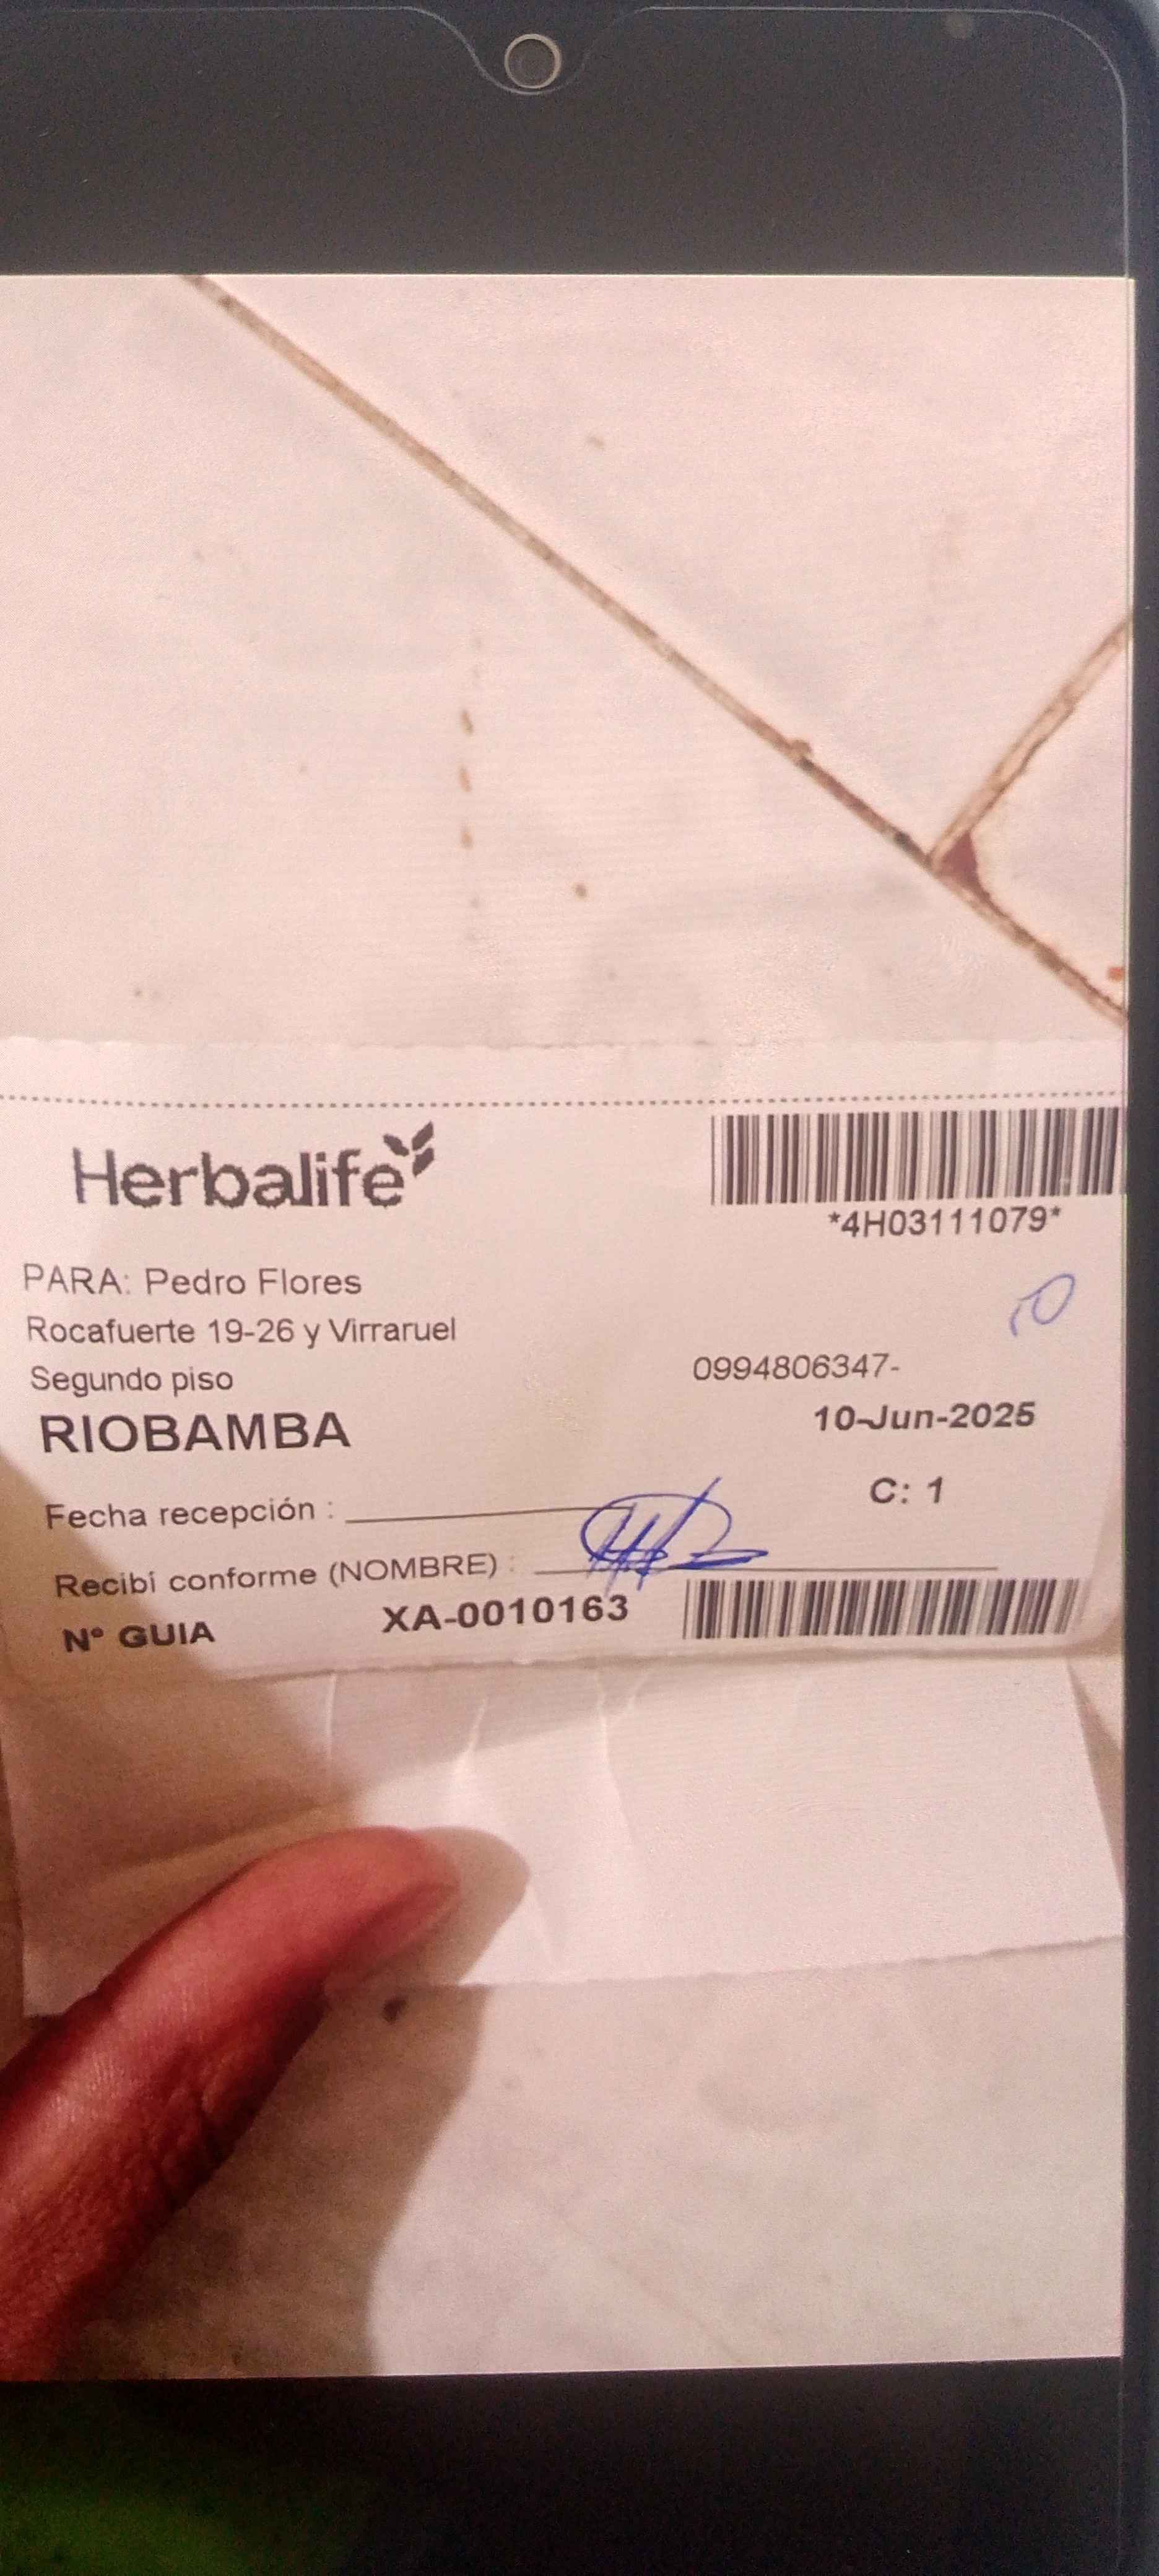 Herbalife
*4H03111079*
PARA: Pedro Flores
Rocafuerte 19-26 y Virraruel
Segundo piso
0994806347-
RIOBAMBA
10-Jun-2025
C: 1
Fecha recepción :
Recibí conforme (NOMBRE) :
Nº GUIA XA-0010163